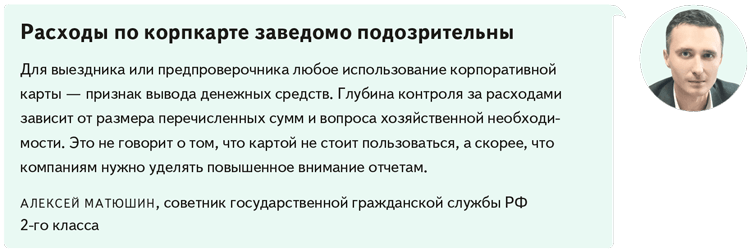 Расходы по корпкарте заведомо подозрительны
Для выездника или предпроверочника любое использование корпоративной
карты — признак вывода денежных средств. Глубина контроля за расходами
зависит от размера перечисленных сумм и вопроса хозяйственной необходи-
мости. Это не говорит о том, что картой не стоит пользоваться, а скорее, что
компаниям нужно уделять повышенное внимание отчетам.
АЛЕКСЕЙ МАТЮШИН, советник государственной гражданской службы РФ
2-го класса